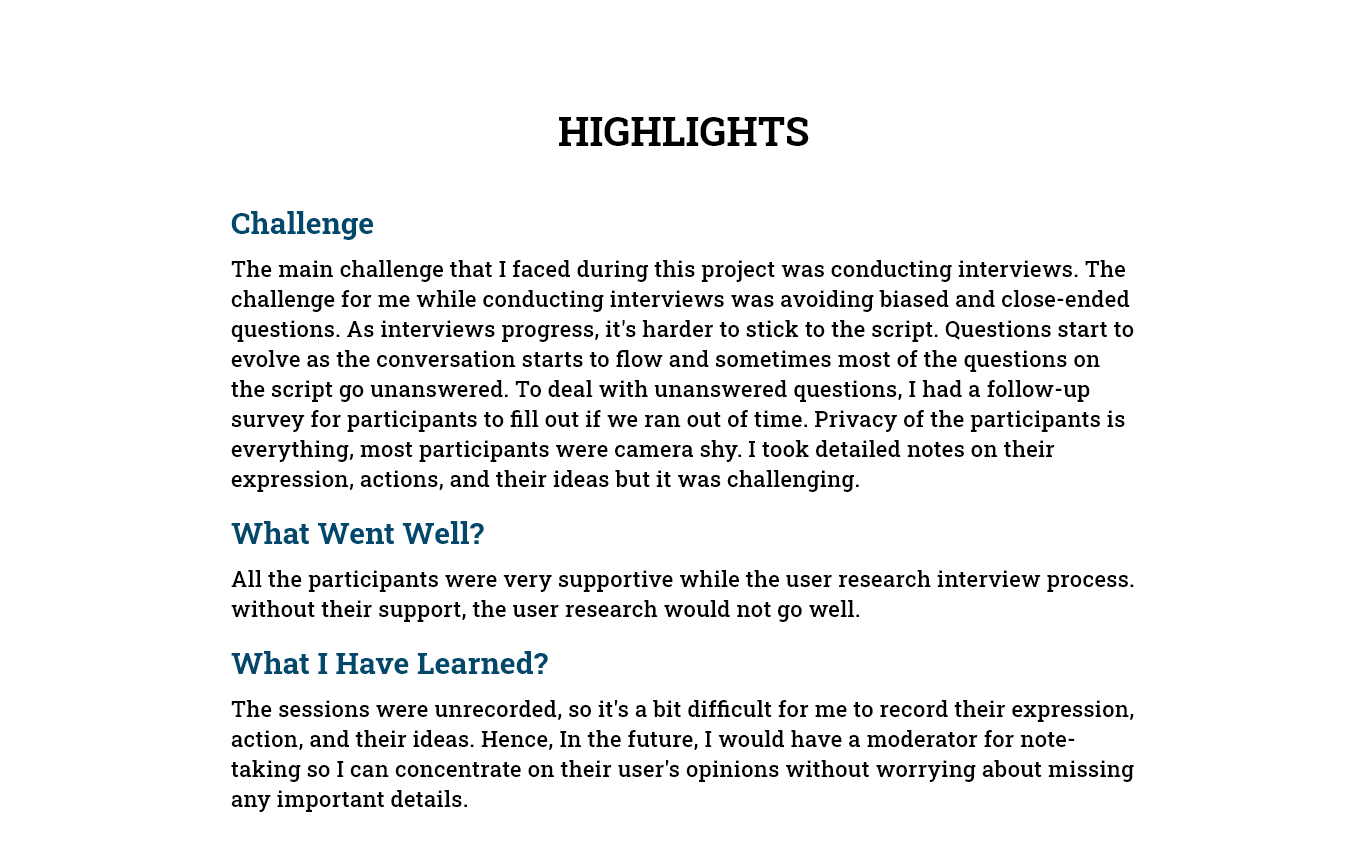 HIGHLIGHTS
Challenge
The main challenge that I faced during this project was conducting interviews. The
challenge for me while conducting interviews was avoiding biased and close-ended
questions. As interviews progress, it's harder to stick to the script. Questions start to
evolve as the conversation starts to flow and sometimes most of the questions on
the script go unanswered. To deal with unanswered questions, I had a follow-up
survey for participants to fill out if we ran out of time. Privacy of the participants is
everything, most participants were camera shy. I took detailed notes on their
expression, actions, and their ideas but it was challenging.
What Went Well?
All the participants were very supportive while the user research interview process.
without their support, the user research would not go well.
What I Have Learned?
The sessions were unrecorded, so it's a bit difficult for me to record their expression,
action, and their ideas. Hence, In the future, I would have a moderator for note-
taking so I can concentrate on their user's opinions without worrying about missing
any important details.